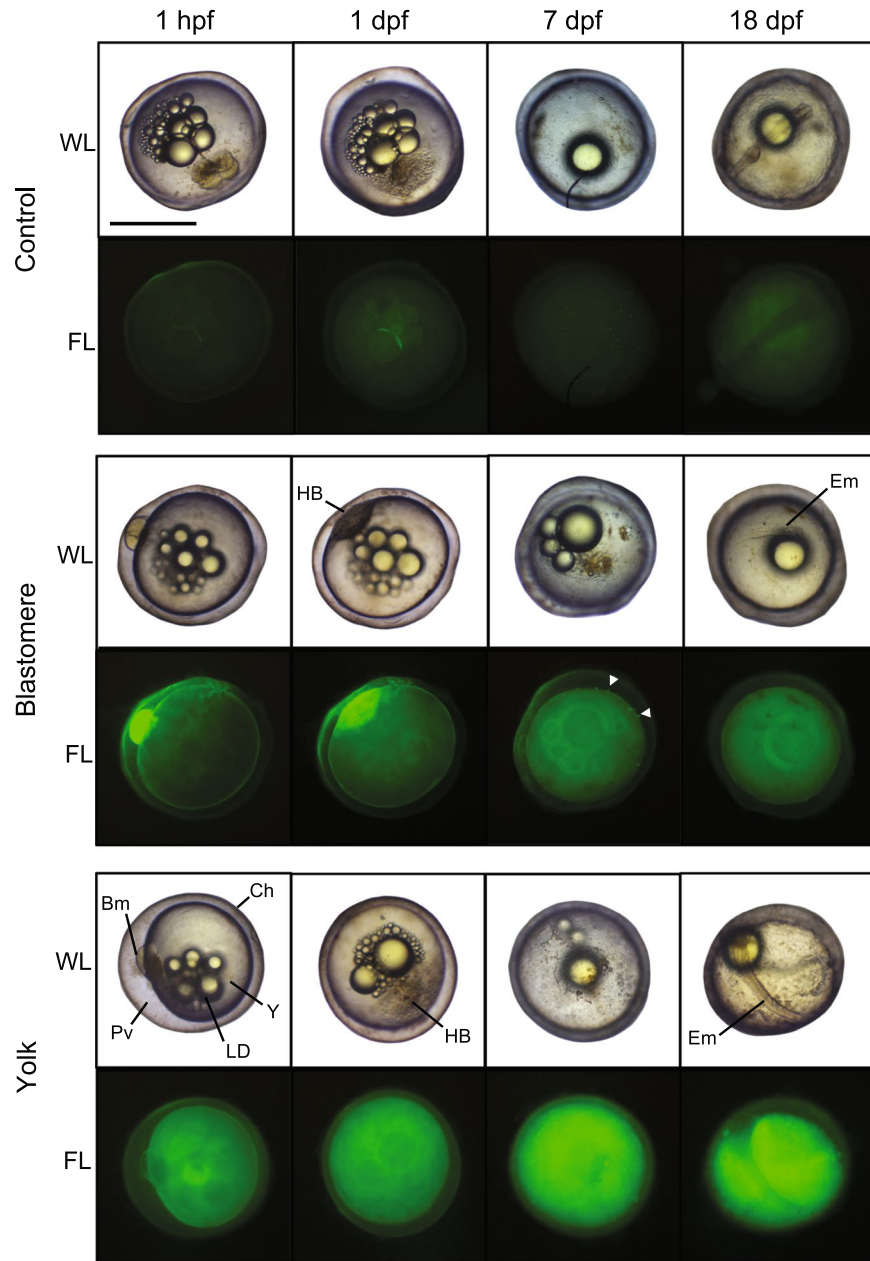 1 hpf 1 dpf 7 dpf 18 dpf
Control
WL
FL
Blastomere
WL
HB
Em
FL
Yolk
WL
Bm
Ch
Pv
LD
Y
HB
Em
FL